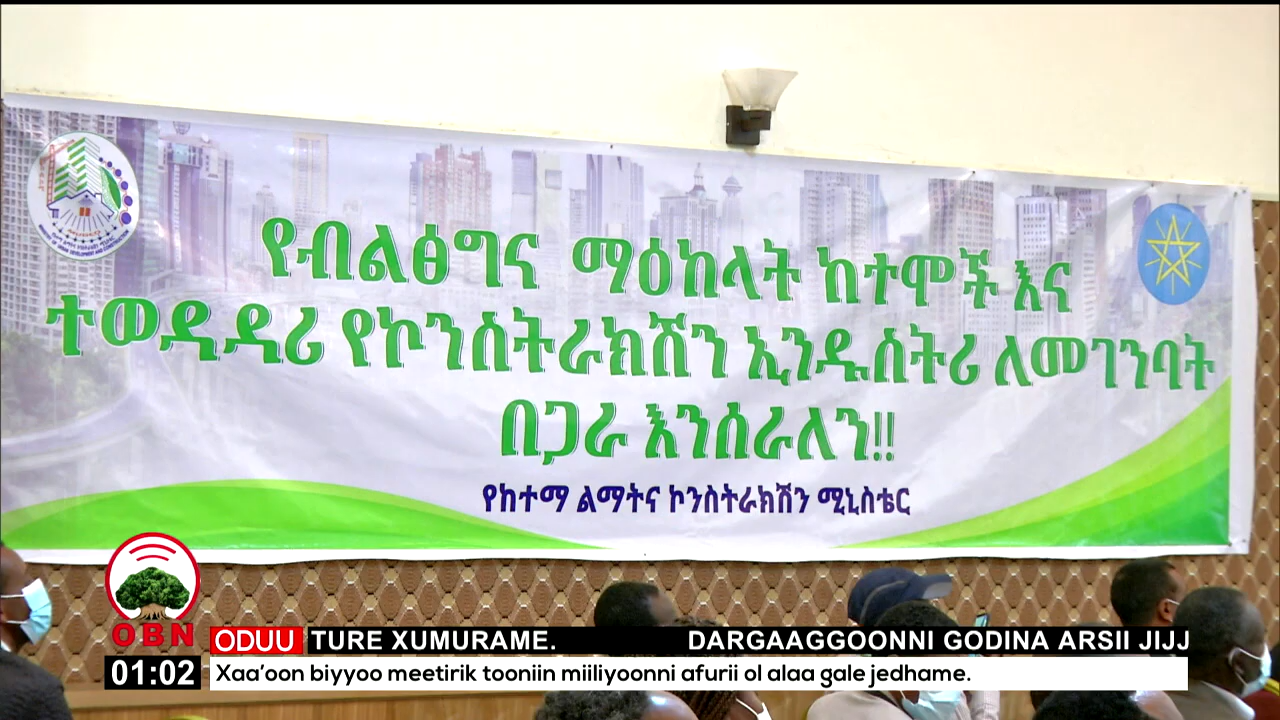 የብልፅግና ማዕከላት ከተሞች እና
ተወዳዳሪ የኮንስትራክሽን ኢንዱስትሪ ለመገንባት
በጋራ እንሰራለን!!
የከተማ ልማትና ኮንስትራክሽን ሚኒስቴር
OBN
ODUU TURE XUMURAME. DARGAAGGOONNI GODINA ARSII JIJJ
01:02 Xaa’oon biyyoo meetirik tooniin miiliyoonni afurii ol alaa gale jedhame.